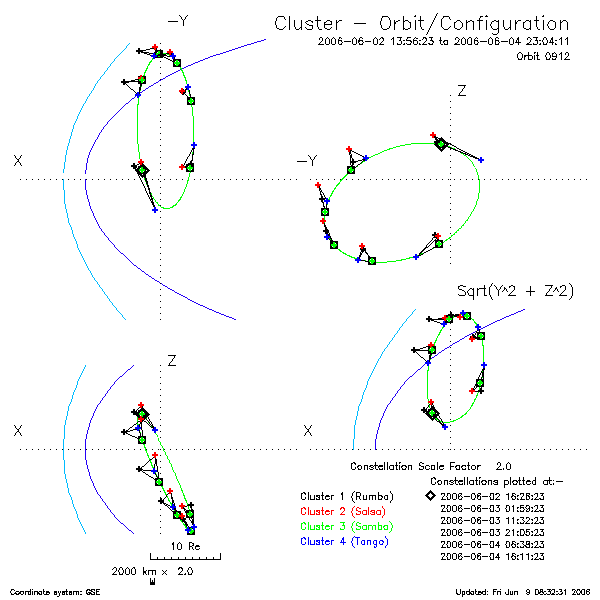 Cluster - Orbit/Configuration
2006-06-02 13:56:23 to 2006-06-04 23:04:11
Orbit 0912
-Y
X
Z
-Y
Sqrt(Y^2 + Z^2)
X
Z
X
Constellation Scale Factor 2.0
Constellations plotted at:-
2006-06-02 16:28:23
2006-06-03 01:59:23
2006-06-03 11:32:23
2006-06-03 21:05:23
2006-06-04 06:38:23
2006-06-04 16:11:23
Cluster 1 (Rumba)
Cluster 2 (Salsa)
Cluster 3 (Samba)
Cluster 4 (Tango)
10 Re
2000 km x 2.0
Coordinate system: GSE
Updated: Fri Jun 9 08:32:31 2006